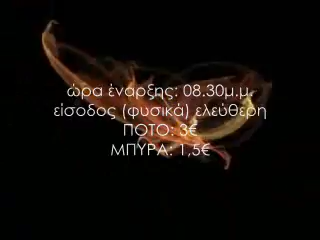 ώρα έναρξης: 08.30μ.μ.
είσοδος (φυσικά) ελεύθερη
ΠΟΤΟ: 3€
ΜΠΥΡΑ: 1,5€